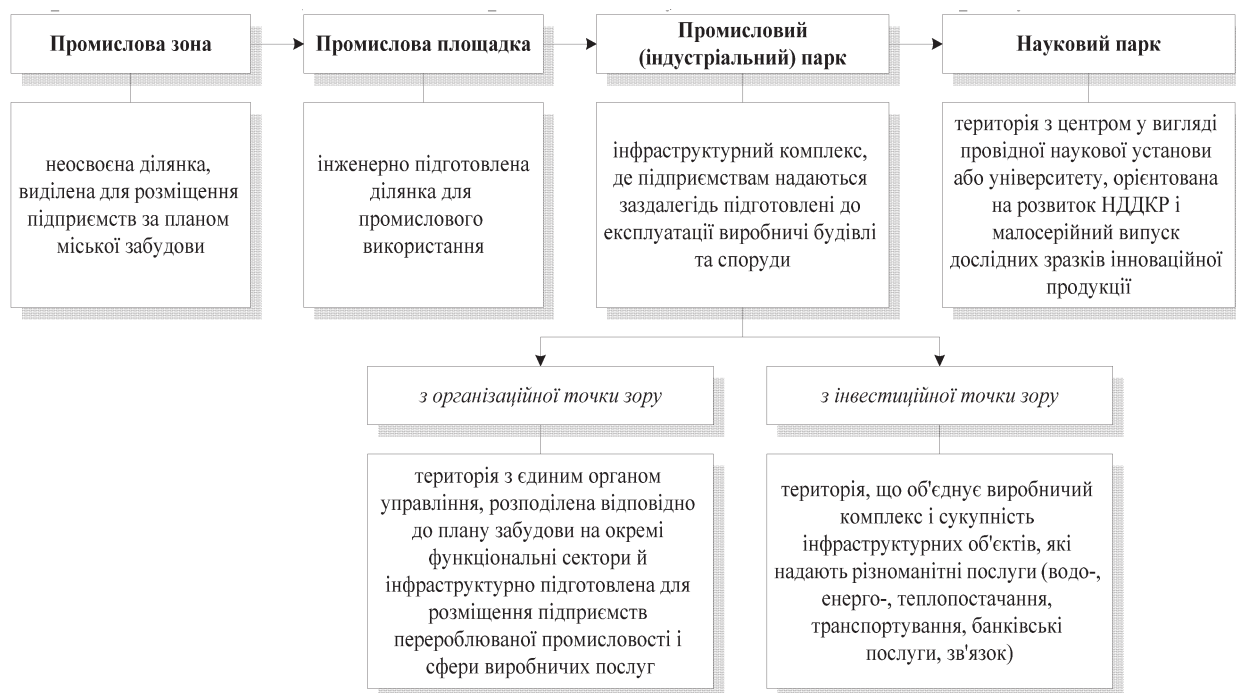 Промислова зона
Промислова площадка
Промисловий
(індустріальний) парк
Науковий парк
неосвоєна ділянка,
виділена для розміщення
підприємств за планом
міської забудови
інженерно підготовлена
ділянка для
промислового
використання
інфраструктурний комплекс,
де підприємствам надаються
заздалегідь підготовлені до
експлуатації виробничі будівлі
та споруди
територія з центром у вигляді
провідної наукової установи
або університету, орієнтована
на розвиток НДДКР і
малосерійний випуск
дослідних зразків інноваційної
продукції
з організаційної точки зору
з інвестиційної точки зору
територія з єдиним органом
управління, розподілена відповідно
до плану забудови на окремі
функціональні сектори й
інфраструктурно підготовлена для
розміщення підприємств
перероблюваної промисловості і
сфери виробничих послуг
територія, що об'єднує виробничий
комплекс і сукупність
інфраструктурних об'єктів, які
надають різноманітні послуги (водо-,
енерго-, теплопостачання,
транспортування, банківські
послуги, зв'язок)